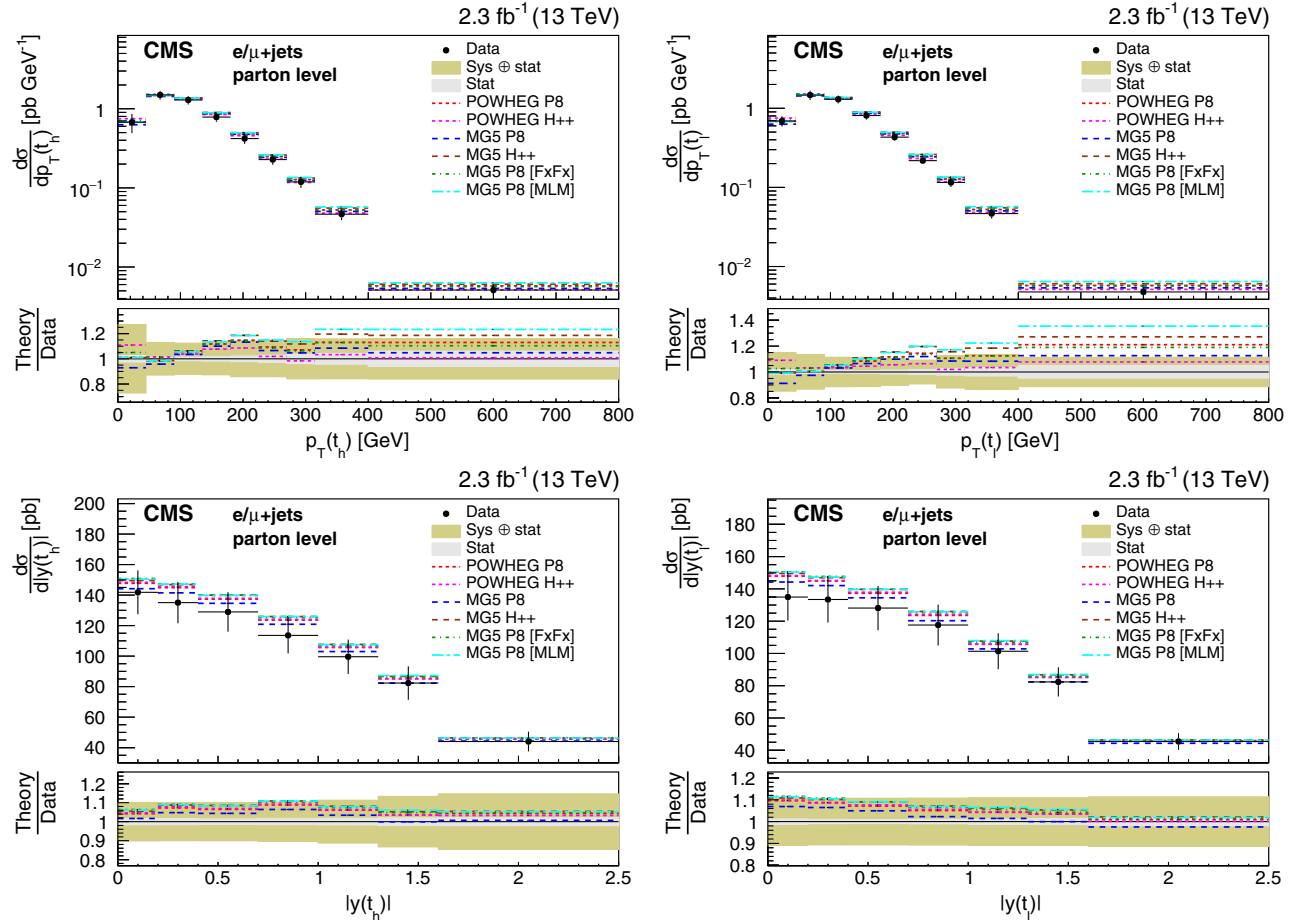 2.3 fb⁻¹ (13 TeV)
CMS e/μ+jets
parton level
Data
Sys ⊕ stat
Stat
POWHEG P8
POWHEG H++
MG5 P8
MG5 H++
MG5 P8 [FxFx]
MG5 P8 [MLM]
dσ/dp_T(t_h) [pb GeV⁻¹]
1
10⁻¹
10⁻²
Theory/Data
1.2
1
0.8
0 100 200 300 400 500 600 700 800
p_T(t_h) [GeV]
2.3 fb⁻¹ (13 TeV)
CMS e/μ+jets
parton level
Data
Sys ⊕ stat
Stat
POWHEG P8
POWHEG H++
MG5 P8
MG5 H++
MG5 P8 [FxFx]
MG5 P8 [MLM]
dσ/dp_T(t_l) [pb GeV⁻¹]
1
10⁻¹
10⁻²
Theory/Data
1.4
1.2
1
0.8
0 100 200 300 400 500 600 700 800
p_T(t_l) [GeV]
2.3 fb⁻¹ (13 TeV)
CMS e/μ+jets
parton level
Data
Sys ⊕ stat
Stat
POWHEG P8
POWHEG H++
MG5 P8
MG5 H++
MG5 P8 [FxFx]
MG5 P8 [MLM]
dσ/d|y(t_h)| [pb]
200
180
160
140
120
100
80
60
40
Theory/Data
1.2
1.1
1
0.9
0.8
0 0.5 1 1.5 2 2.5
|y(t_h)|
2.3 fb⁻¹ (13 TeV)
CMS e/μ+jets
parton level
Data
Sys ⊕ stat
Stat
POWHEG P8
POWHEG H++
MG5 P8
MG5 H++
MG5 P8 [FxFx]
MG5 P8 [MLM]
dσ/d|y(t_l)| [pb]
180
160
140
120
100
80
60
40
Theory/Data
1.2
1.1
1
0.9
0.8
0 0.5 1 1.5 2 2.5
|y(t_l)|